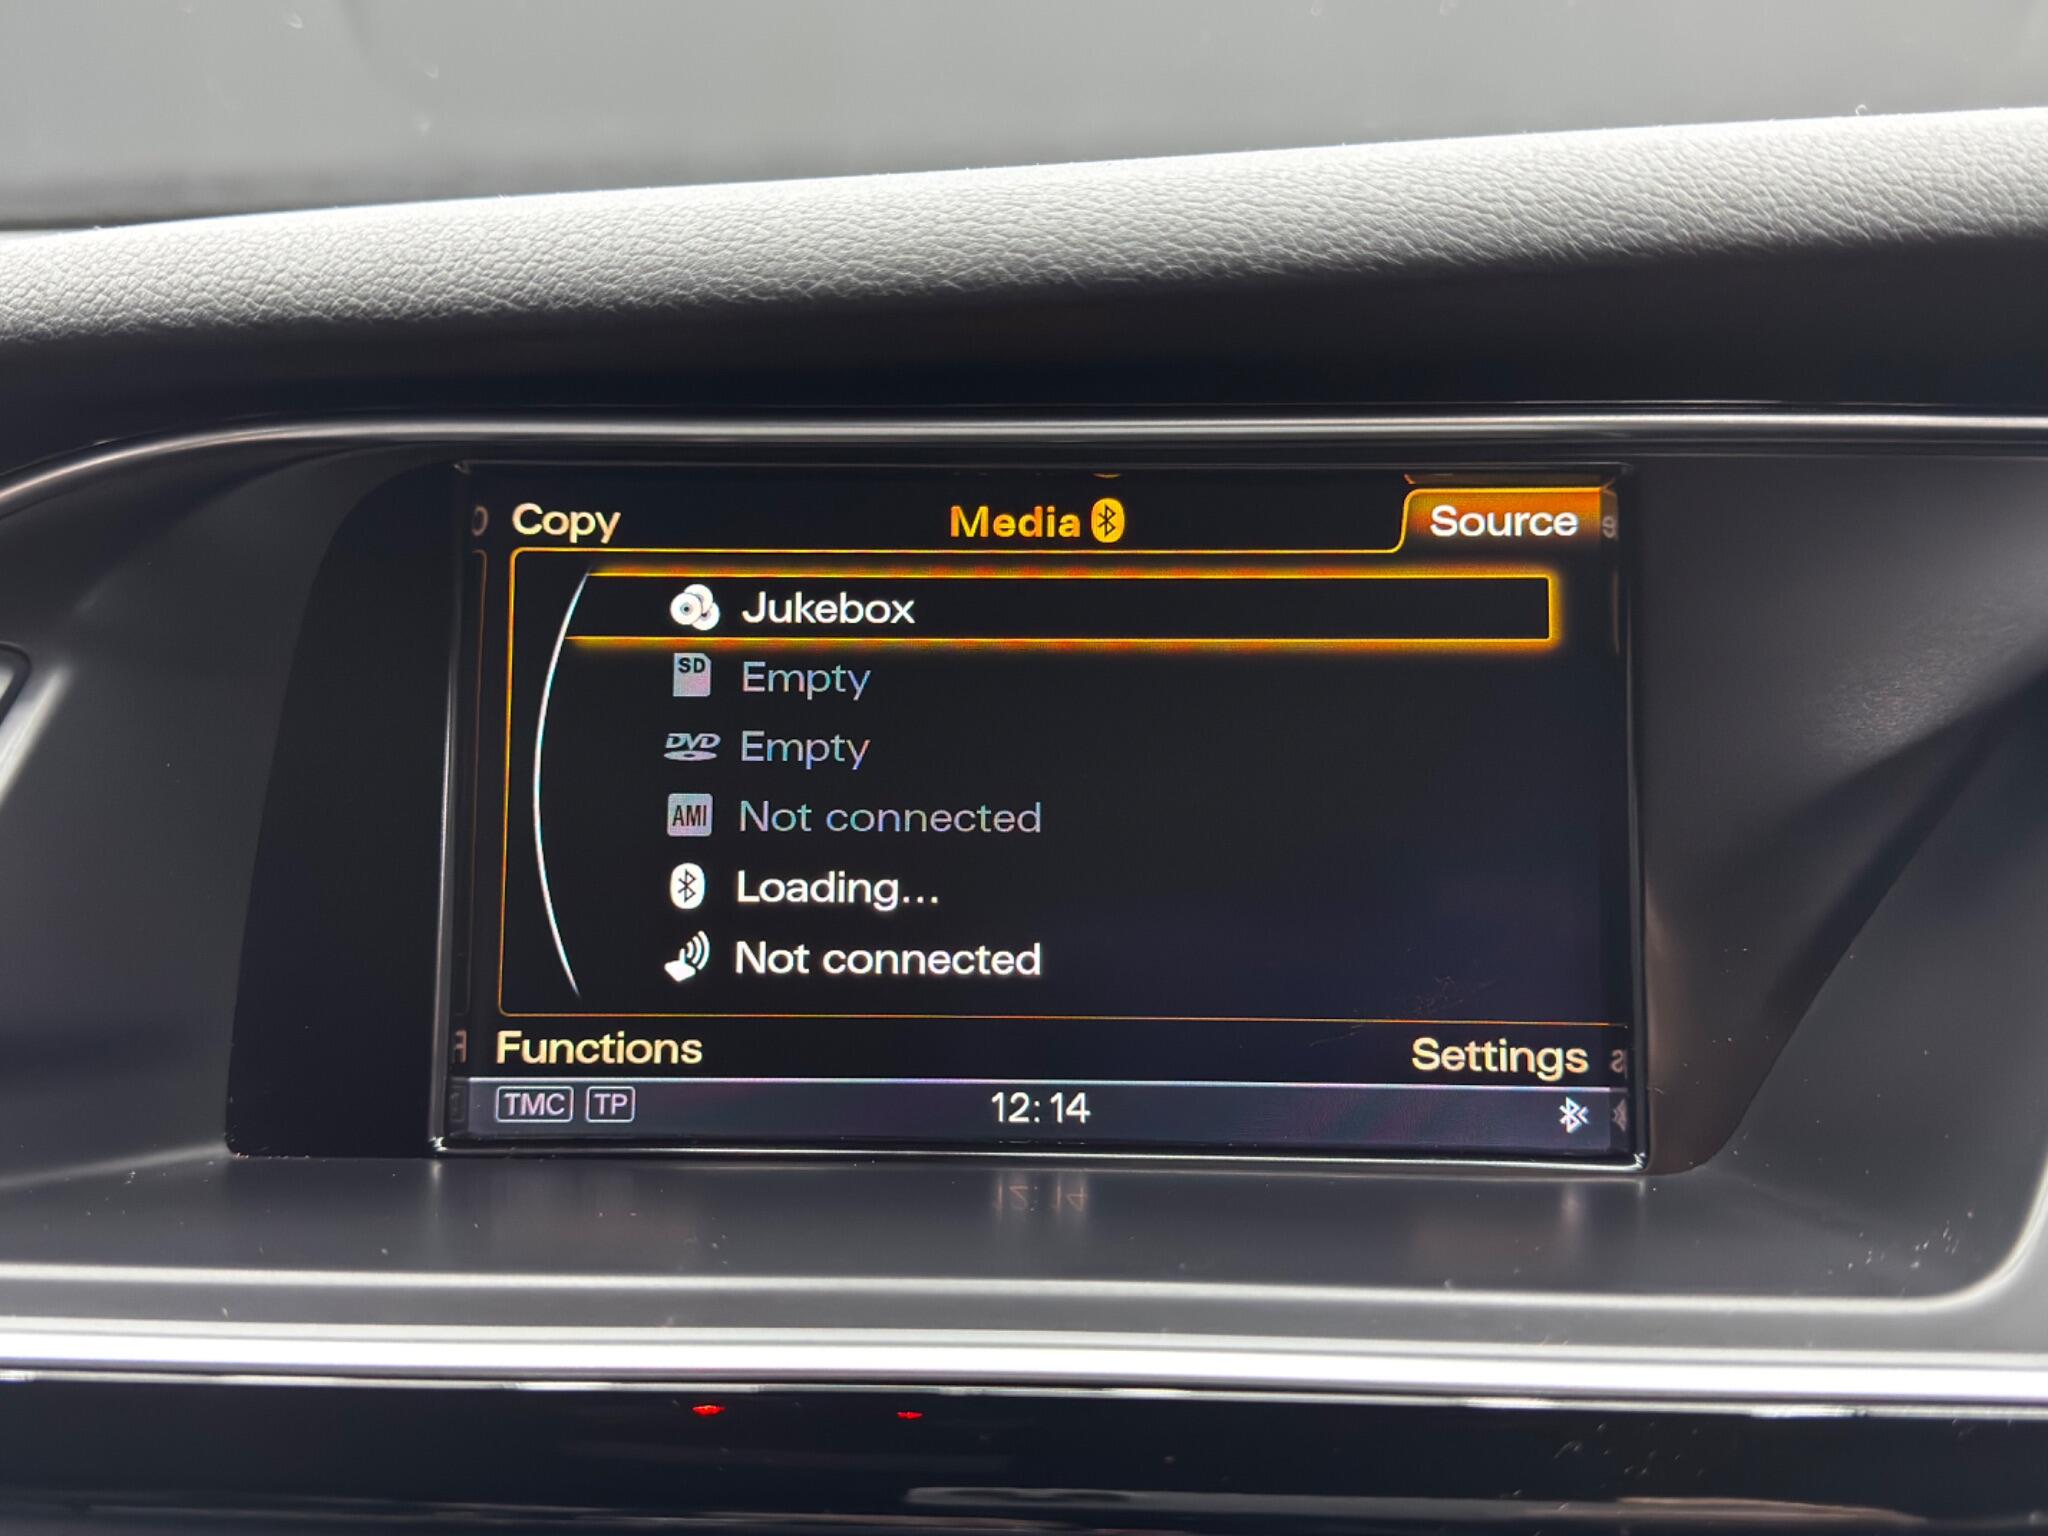 Copy Media Source
Jukebox
SD Empty
DVD Empty
AMI Not connected
Loading...
Not connected
Functions Settings
TMC TP 12:14